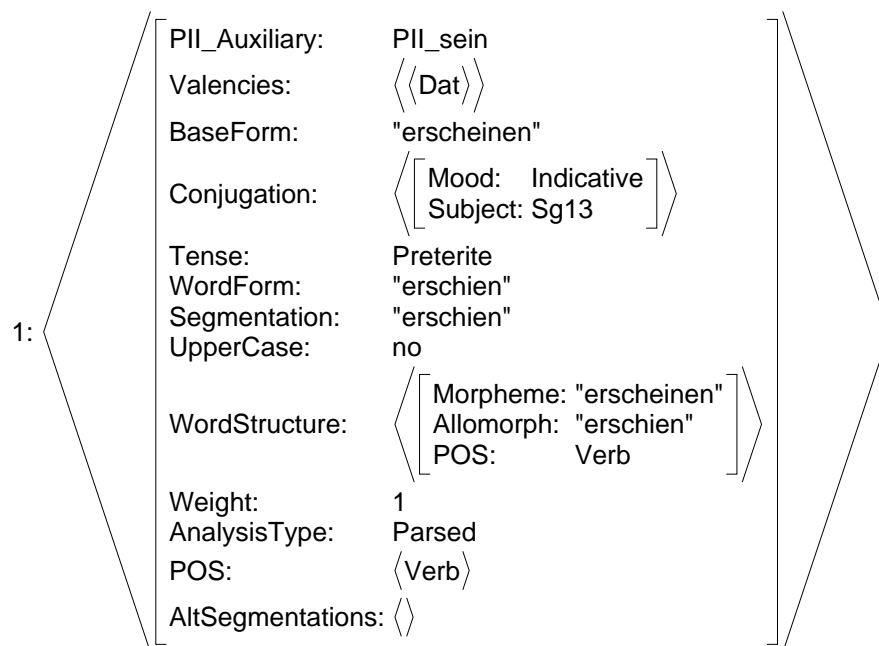 PII_Auxiliary: PII_sein
Valencies: ⟨⟨Dat⟩⟩
BaseForm: "erscheinen"
Mood: Indicative
Conjugation:
Subject: Sg13
Tense: Preterite
WordForm: "erschien"
Segmentation: "erschien"
1:
UpperCase: no
Morpheme: "erscheinen"
WordStructure: Allomorph: "erschien"
POS: Verb
Weight: 1
AnalysisType: Parsed
POS: ⟨Verb⟩
AltSegmentations: ⟨⟩